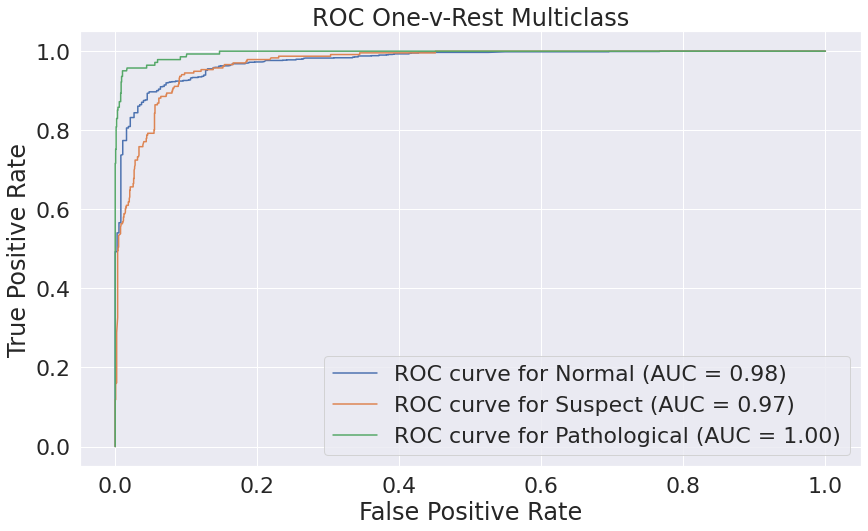 ROC One-v-Rest Multiclass
1.0
0.8
0.6
0.4
0.2
0.0
True Positive Rate
ROC curve for Normal (AUC = 0.98)
ROC curve for Suspect (AUC = 0.97)
ROC curve for Pathological (AUC = 1.00)
0.0 0.2 0.4 0.6 0.8 1.0
False Positive Rate